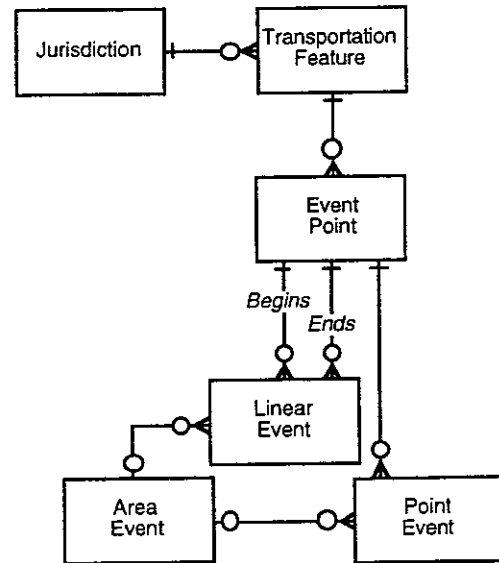 Jurisdiction
Transportation
Feature
Event
Point
Begins
Ends
Linear
Event
Area
Event
Point
Event